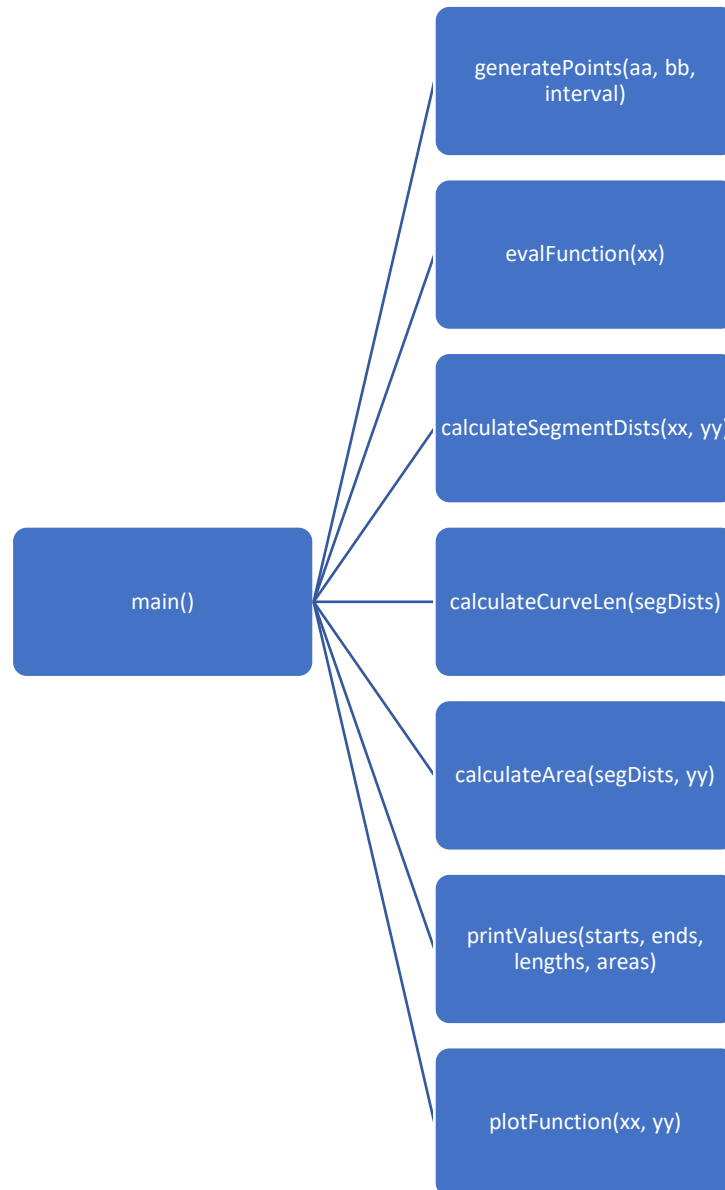 generatePoints(aa, bb,
interval)
evalFunction(xx)
calculateSegmentDists(xx, yy)
main()
calculateCurveLen(segDists)
calculateArea(segDists, yy)
printValues(starts, ends,
lengths, areas)
plotFunction(xx, yy)